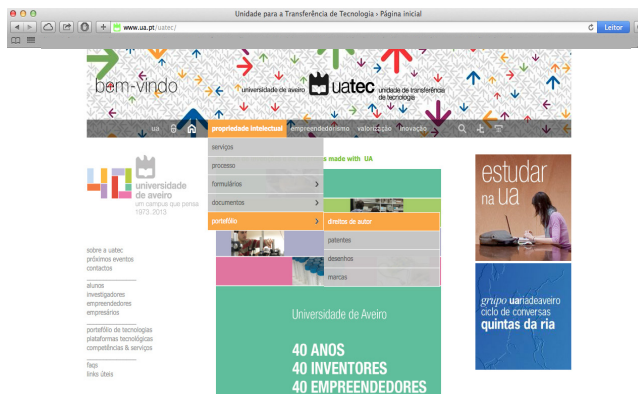 Unidade para a Transferência de Tecnologia › Página inicial
www.ua.pt/uatec/
Leitor
bem-vindo
universidade de aveiro
uatec
unidade de transferência
de tecnologia
ua
propriedade intelectual
empreendedorismo
valorização
inovação
serviços
processo
formulários
documentos
portefólio
direitos de autor
patentes
desenhos
marcas
s made with UA
universidade
de aveiro
um campus que pensa
1973..2013
sobre a uatec
próximos eventos
contactos
alunos
investigadores
empreendedores
empresários
portefólio de tecnologias
plataformas tecnológicas
competências & serviços
faqs
links úteis
Universidade de Aveiro
40 ANOS
40 INVENTORES
40 EMPREENDEDORES
estudar
na UA
grupo uariadeaveiro
ciclo de conversas
quintas da ria